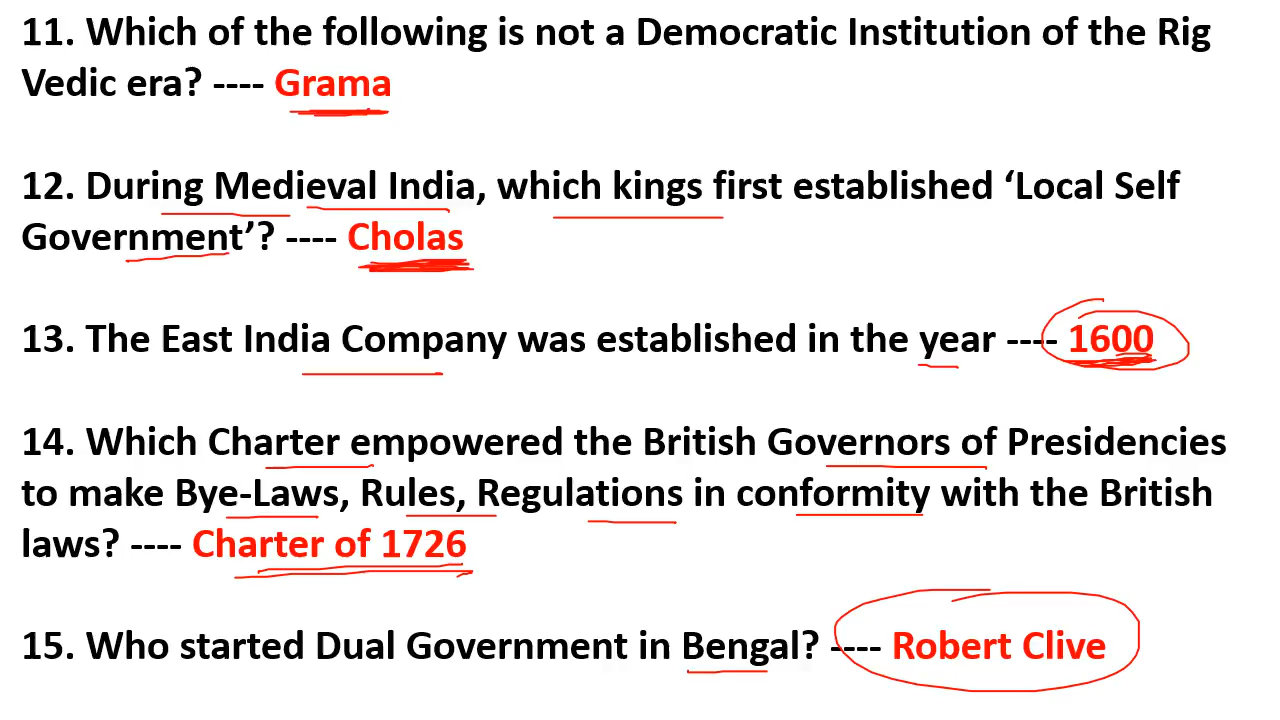 11. Which of the following is not a Democratic Institution of the Rig
Vedic era? ---- Grama
12. During Medieval India, which kings first established ‘Local Self
Government’? ---- Cholas
13. The East India Company was established in the year ---- 1600
14. Which Charter empowered the British Governors of Presidencies
to make Bye-Laws, Rules, Regulations in conformity with the British
laws? ---- Charter of 1726
15. Who started Dual Government in Bengal? ---- Robert Clive